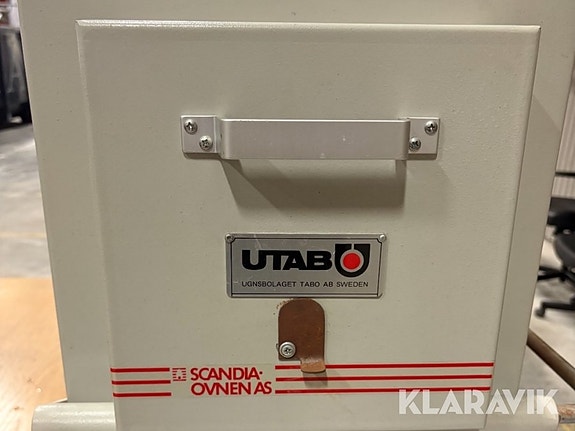 UTAB
UGNSBOLAGET TABO AB SWEDEN
SCANDIA·
OVNEN AS
KLARAVIK